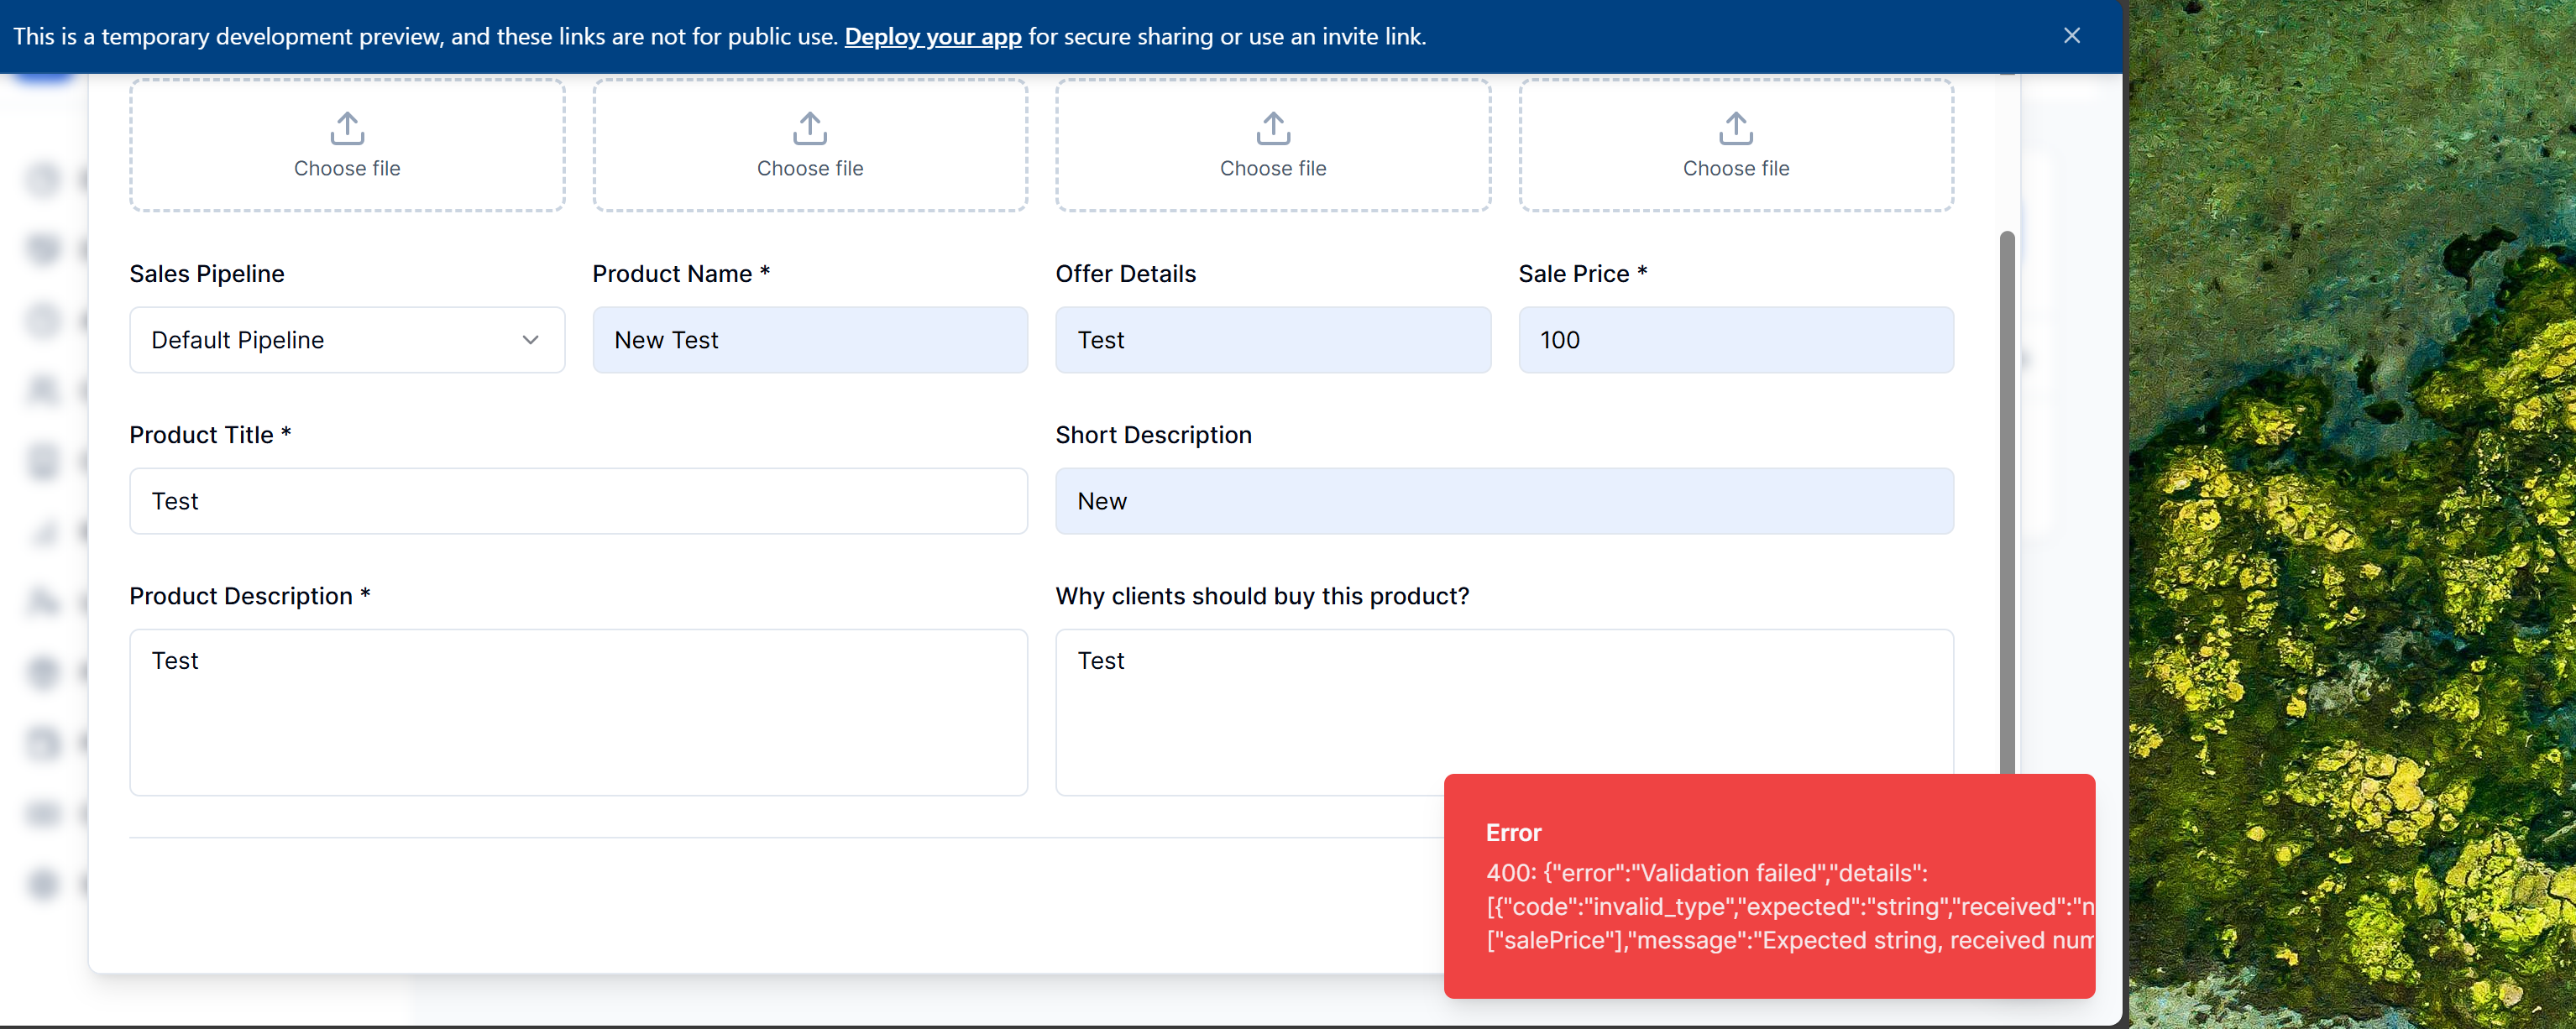 This is a temporary development preview, and these links are not for public use. Deploy your app for secure sharing or use an invite link.
Choose file
Choose file
Choose file
Choose file
Sales Pipeline
Product Name *
Offer Details
Sale Price *
Default Pipeline
New Test
Test
100
Product Title *
Short Description
Test
New
Product Description *
Why clients should buy this product?
Test
Test
Error
400: {"error":"Validation failed","details":
[{"code":"invalid_type","expected":"string","received":"n
["salePrice"],"message":"Expected string, received num